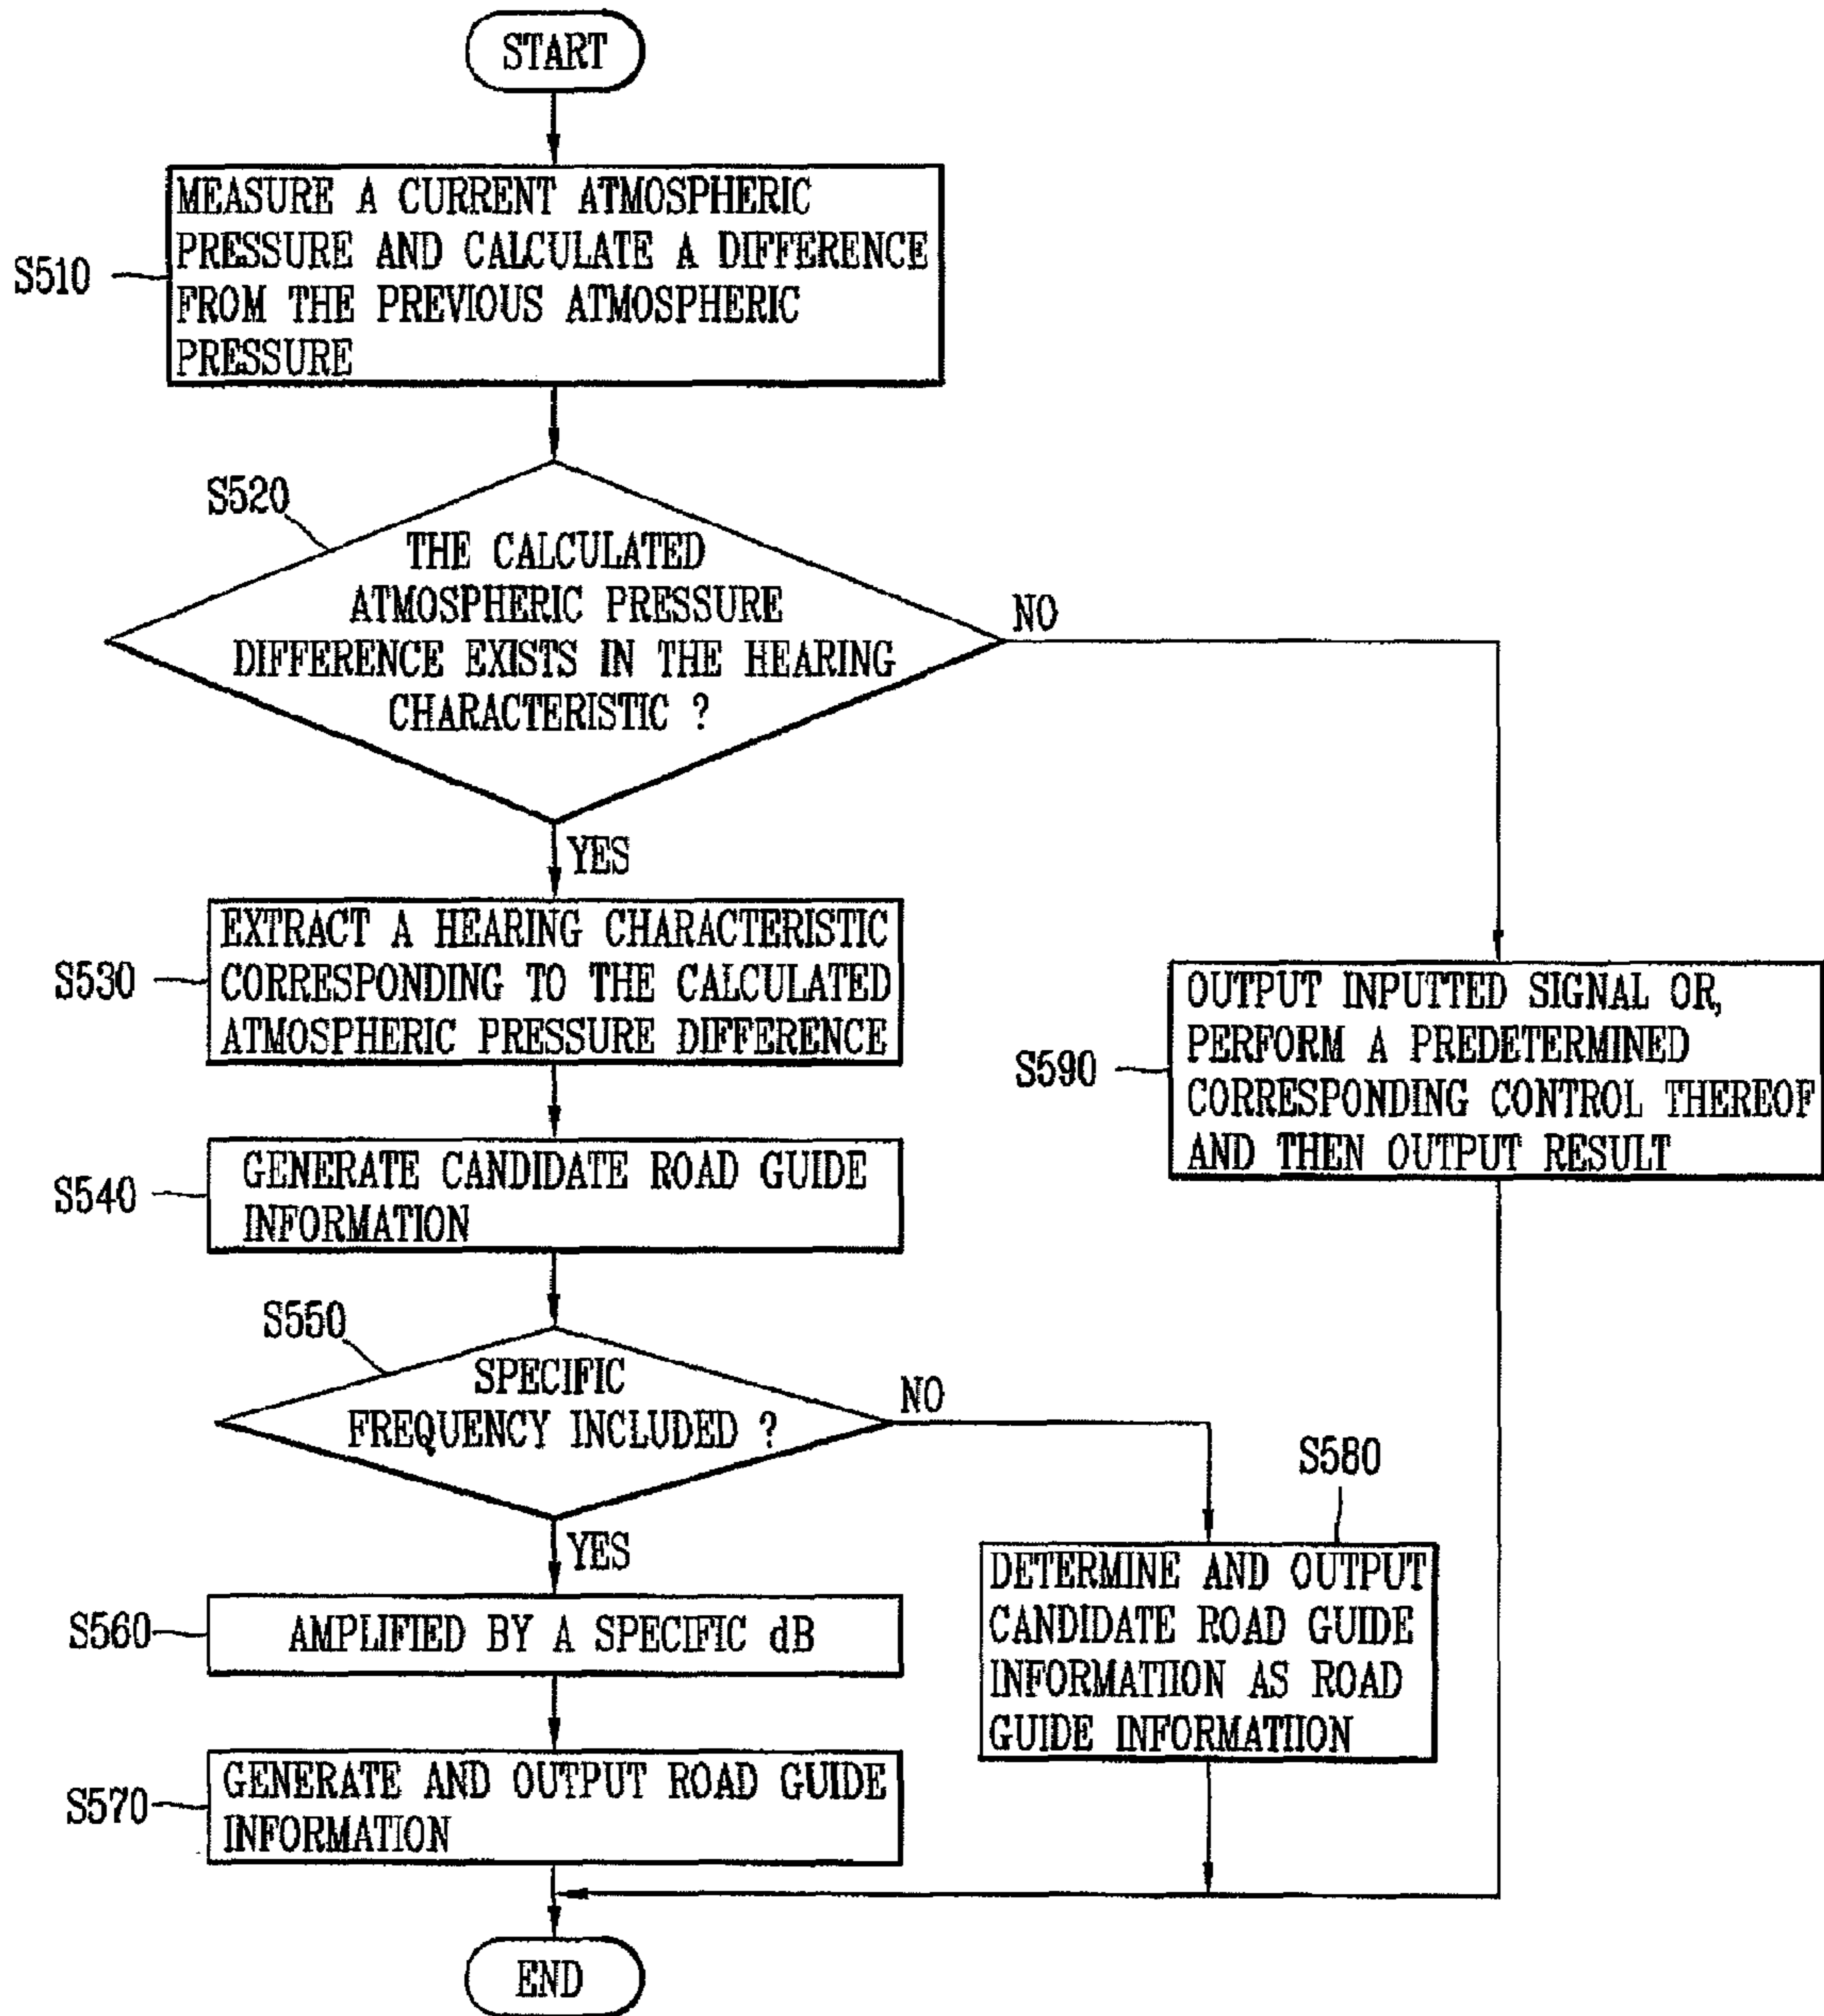 START
S510
MEASURE A CURRENT ATMOSPHERIC
PRESSURE AND CALCULATE A DIFFERENCE
FROM THE PREVIOUS ATMOSPHERIC
PRESSURE
S520
THE CALCULATED
ATMOSPHERIC PRESSURE
DIFFERENCE EXISTS IN THE HEARING
CHARACTERISTIC ?
NO
YES
S530
EXTRACT A HEARING CHARACTERISTIC
CORRESPONDING TO THE CALCULATED
ATMOSPHERIC PRESSURE DIFFERENCE
S590
OUTPUT INPUTTED SIGNAL OR,
PERFORM A PREDETERMINED
CORRESPONDING CONTROL THEREOF
AND THEN OUTPUT RESULT
S540
GENERATE CANDIDATE ROAD GUIDE
INFORMATION
S550
SPECIFIC
FREQUENCY INCLUDED ?
NO
YES
S580
DETERMINE AND OUTPUT
CANDIDATE ROAD GUIDE
INFORMATIION AS ROAD
GUIDE INFORMATIION
S560
AMPLIFIED BY A SPECIFIC dB
S570
GENERATE AND OUTPUT ROAD GUIDE
INFORMATION
END